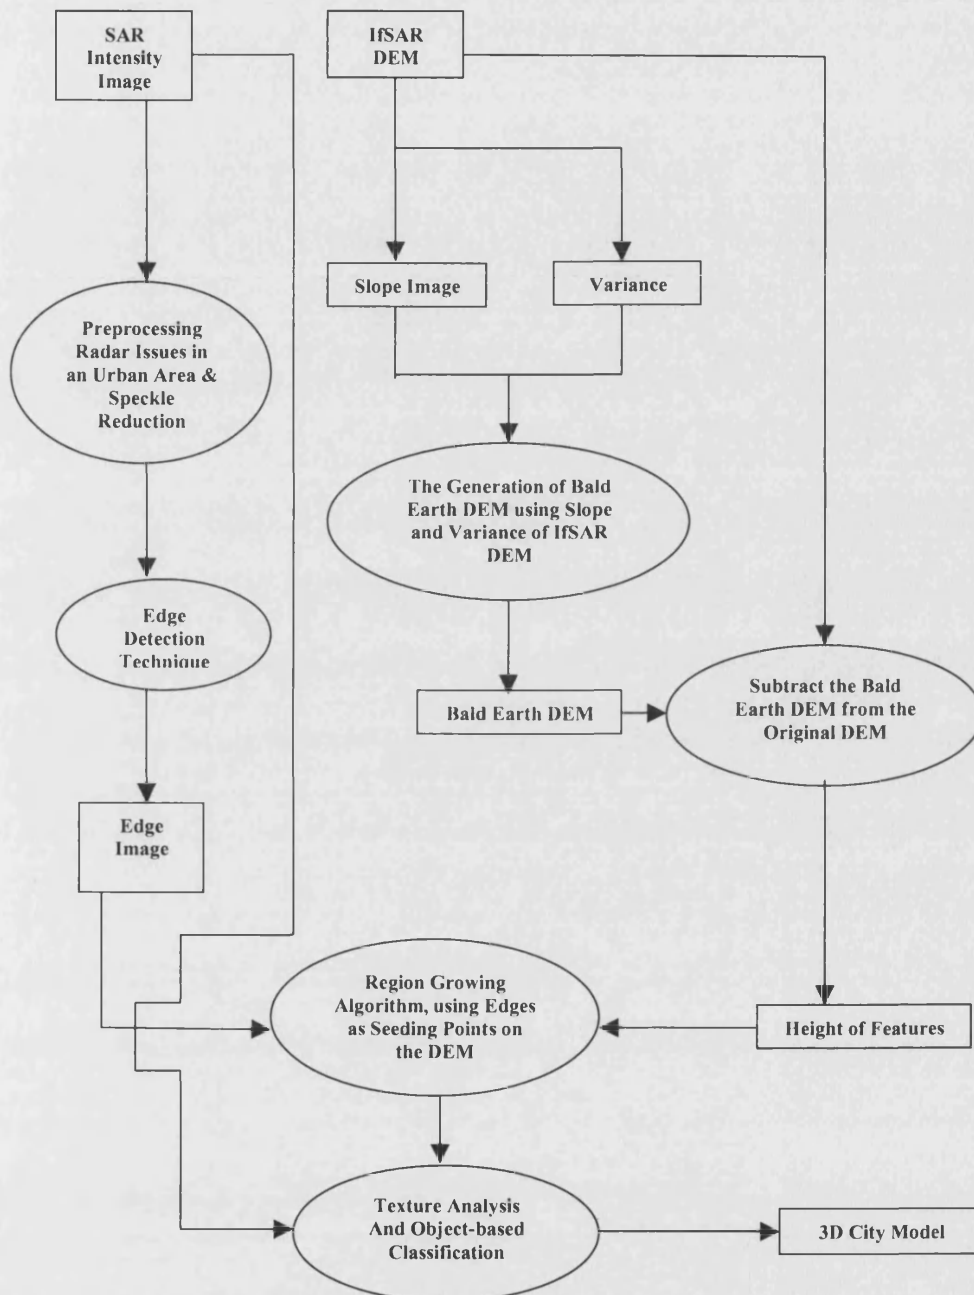 SAR
Intensity
Image
IfSAR
DEM
Slope Image
Variance
Preprocessing
Radar Issues in
an Urban Area &
Speckle
Reduction
The Generation of Bald
Earth DEM using Slope
and Variance of IfSAR
DEM
Edge
Detection
Technique
Bald Earth DEM
Subtract the Bald
Earth DEM from the
Original DEM
Edge
Image
Region Growing
Algorithm, using Edges
as Seeding Points on
the DEM
Height of Features
Texture Analysis
And Object-based
Classification
3D City Model